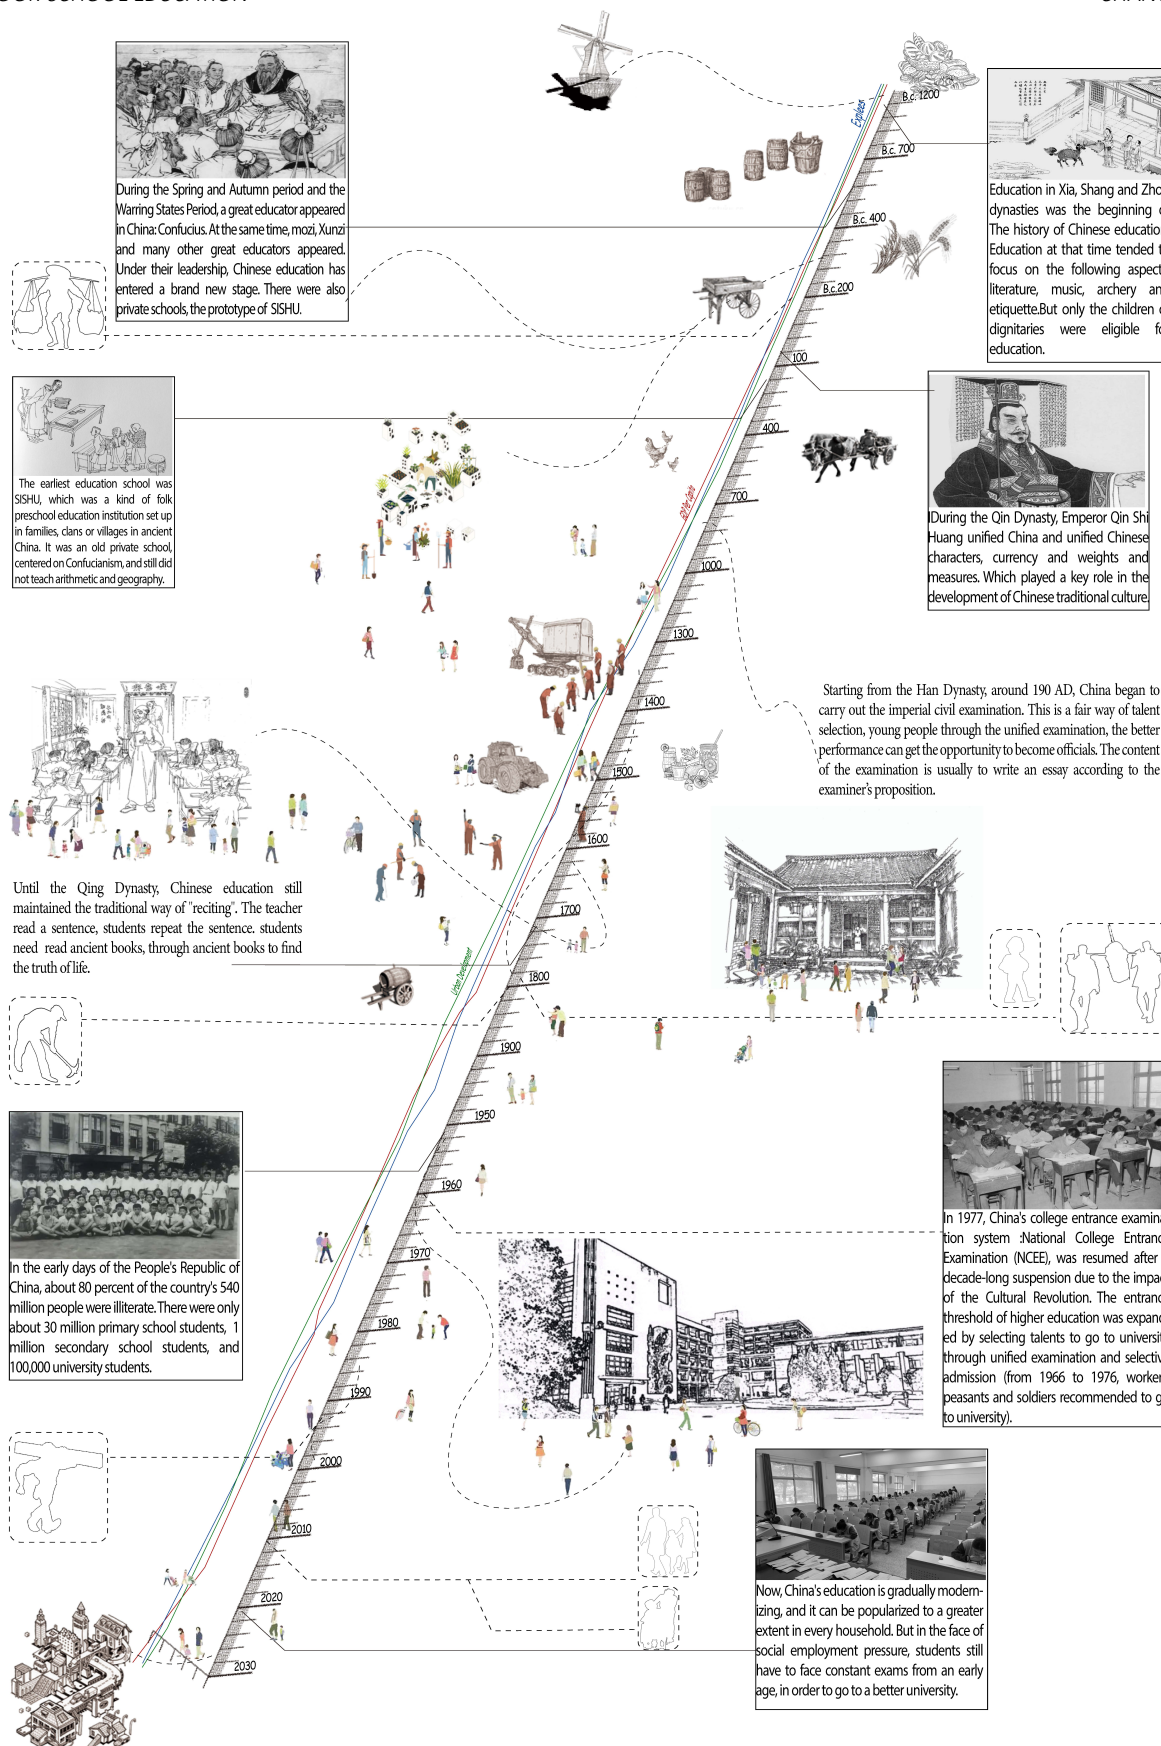 During the Spring and Autumn period and the
Warring States Period, a great educator appeared
in China: Confucius. At the same time, mozi, Xunzi
and many other great educators appeared.
Under their leadership, Chinese education has
entered a brand new stage. There were also
private schools, the prototype of SISHU.
Education in Xia, Shang and Zho
dynasties was the beginning
The history of Chinese educatio
Education at that time tended
focus on the following aspect
literature, music, archery an
etiquette.But only the children
dignitaries were eligible fo
education.
B.c. 1200
B.c. 700
B.c. 400
B.c.200
100
400
700
1000
1300
1400
1500
1600
1700
1800
1900
1950
1960
1970
1980
1990
2000
2010
2020
2030
Urban Development
The earliest education school was
SISHU, which was a kind of folk
preschool education institution set up
in families, clans or villages in ancient
China. It was an old private school,
centered on Confucianism, and still did
not teach arithmetic and geography.
IDuring the Qin Dynasty, Emperor Qin Shi
Huang unified China and unified Chinese
characters, currency and weights and
measures. Which played a key role in the
development of Chinese traditional culture.
Starting from the Han Dynasty, around 190 AD, China began to
carry out the imperial civil examination. This is a fair way of talent
selection, young people through the unified examination, the better
performance can get the opportunity to become officials. The content
of the examination is usually to write an essay according to the
examiner's proposition.
Until the Qing Dynasty, Chinese education still
maintained the traditional way of "reciting". The teacher
read a sentence, students repeat the sentence. students
need read ancient books, through ancient books to find
the truth of life.
In the early days of the People's Republic of
China, about 80 percent of the country's 540
million people were illiterate. There were only
about 30 million primary school students, 1
million secondary school students, and
100,000 university students.
In 1977, China's college entrance examina
tion system :National College Entranc
Examination (NCEE), was resumed after
decade-long suspension due to the impac
of the Cultural Revolution. The entranc
threshold of higher education was expand
ed by selecting talents to go to universit
through unified examination and selectiv
admission (from 1966 to 1976, worker
peasants and soldiers recommended to g
to university).
Now, China's education is gradually modern-
izing, and it can be popularized to a greater
extent in every household. But in the face of
social employment pressure, students still
have to face constant exams from an early
age, in order to go to a better university.